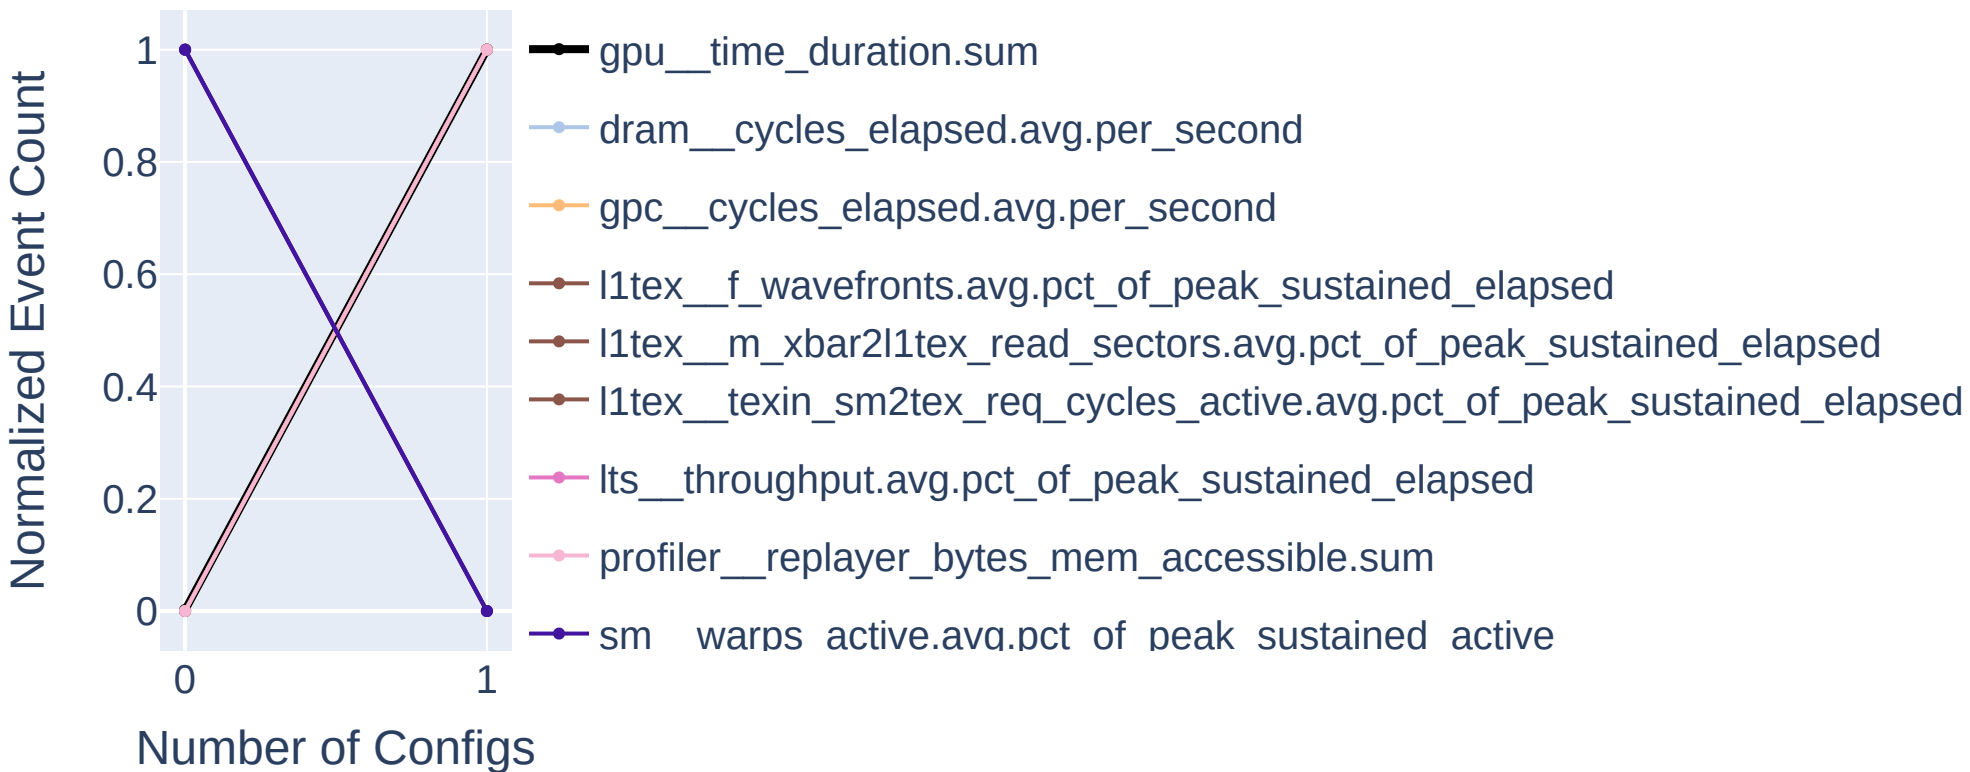 Normalized Event Count
1
0.8
0.6
0.4
0.2
0
0
1
Number of Configs
gpu__time_duration.sum
dram__cycles_elapsed.avg.per_second
gpc__cycles_elapsed.avg.per_second
l1tex__f_wavefronts.avg.pct_of_peak_sustained_elapsed
l1tex__m_xbar2l1tex_read_sectors.avg.pct_of_peak_sustained_elapsed
l1tex__texin_sm2tex_req_cycles_active.avg.pct_of_peak_sustained_elapsed
lts__throughput.avg.pct_of_peak_sustained_elapsed
profiler__replayer_bytes_mem_accessible.sum
sm__warps_active.avg.pct_of_peak_sustained_active